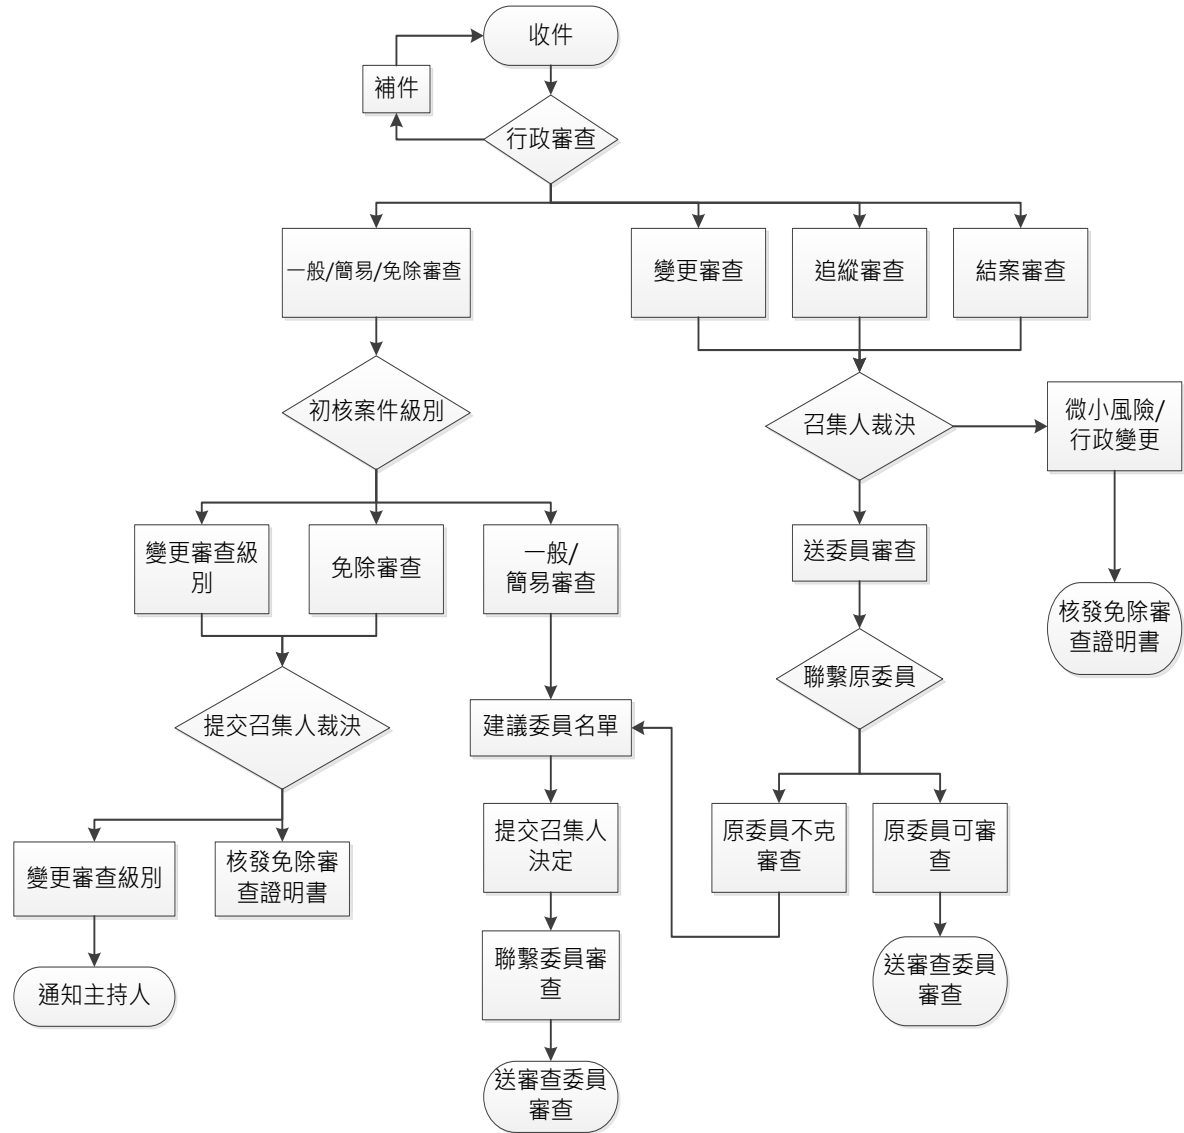 收件
補件
行政審查
一般/簡易/免除審查
變更審查
追縱審查
結案審查
初核案件級別
召集人裁決
微小風險/
行政變更
變更審查級
別
免除審查
一般/
簡易審查
送委員審查
核發免除審
查證明書
聯繫原委員
提交召集人裁決
建議委員名單
變更審查級別
核發免除審
查證明書
提交召集人
決定
原委員不克
審查
原委員可審
查
通知主持人
聯繫委員審
查
送審查委員
審查
送審查委員
審查